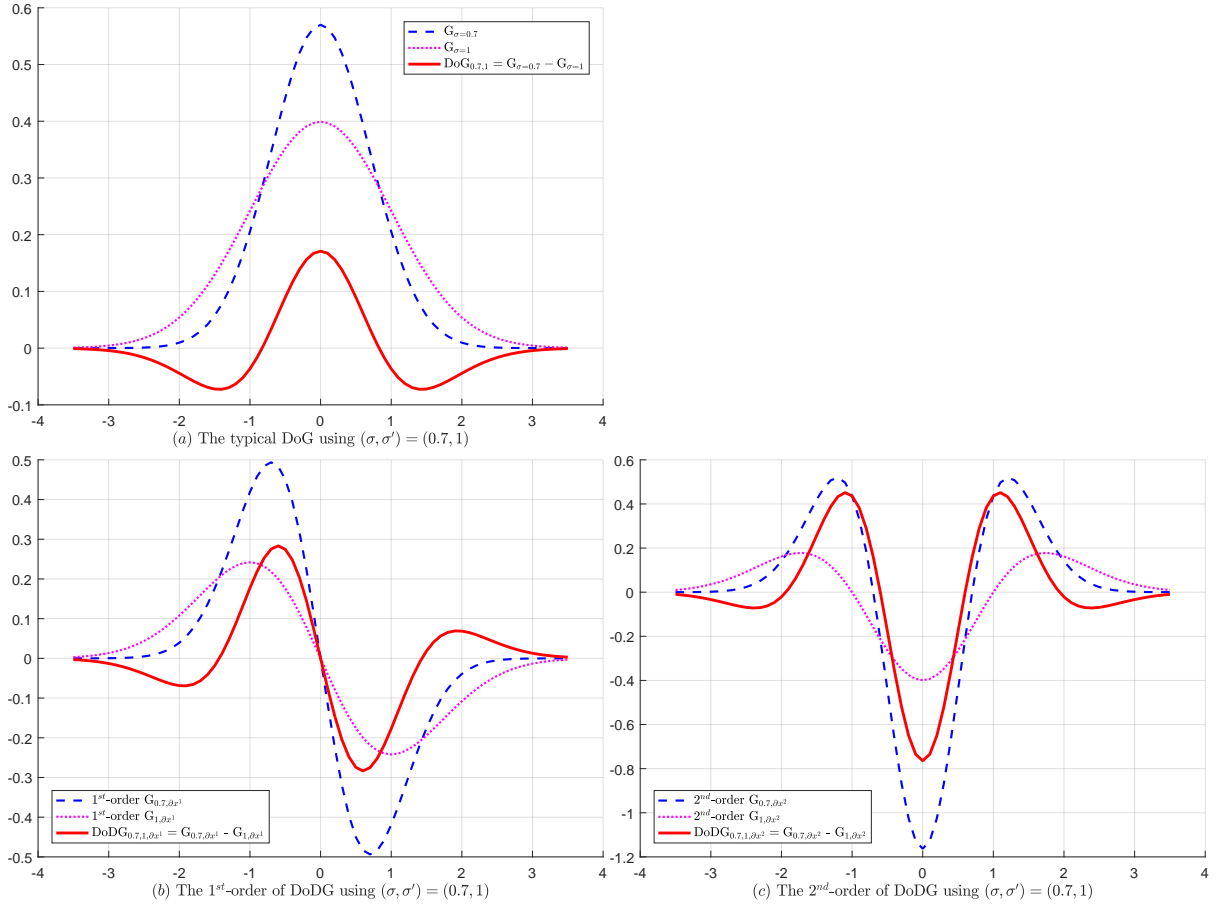 0.6
0.5
0.4
0.3
0.2
0.1
0
-0.1
-4 -3 -2 -1 0 1 2 3 4
G_{σ=0.7}
G_{σ=1}
DoG_{0.7,1} = G_{σ=0.7} − G_{σ=1}
(a) The typical DoG using (σ, σ′) = (0.7, 1)
0.5
0.4
0.3
0.2
0.1
0
-0.1
-0.2
-0.3
-0.4
-0.5
-4 -3 -2 -1 0 1 2 3 4
1^{st}-order G_{0.7,∂x^1}
1^{st}-order G_{1,∂x^1}
DoDG_{0.7,1,∂x^1} = G_{0.7,∂x^1} - G_{1,∂x^1}
(b) The 1^{st}-order of DoDG using (σ, σ′) = (0.7, 1)
0.6
0.4
0.2
0
-0.2
-0.4
-0.6
-0.8
-1
-1.2
-4 -3 -2 -1 0 1 2 3 4
2^{nd}-order G_{0.7,∂x^2}
2^{nd}-order G_{1,∂x^2}
DoDG_{0.7,1,∂x^2} = G_{0.7,∂x^2} - G_{1,∂x^2}
(c) The 2^{nd}-order of DoDG using (σ, σ′) = (0.7, 1)